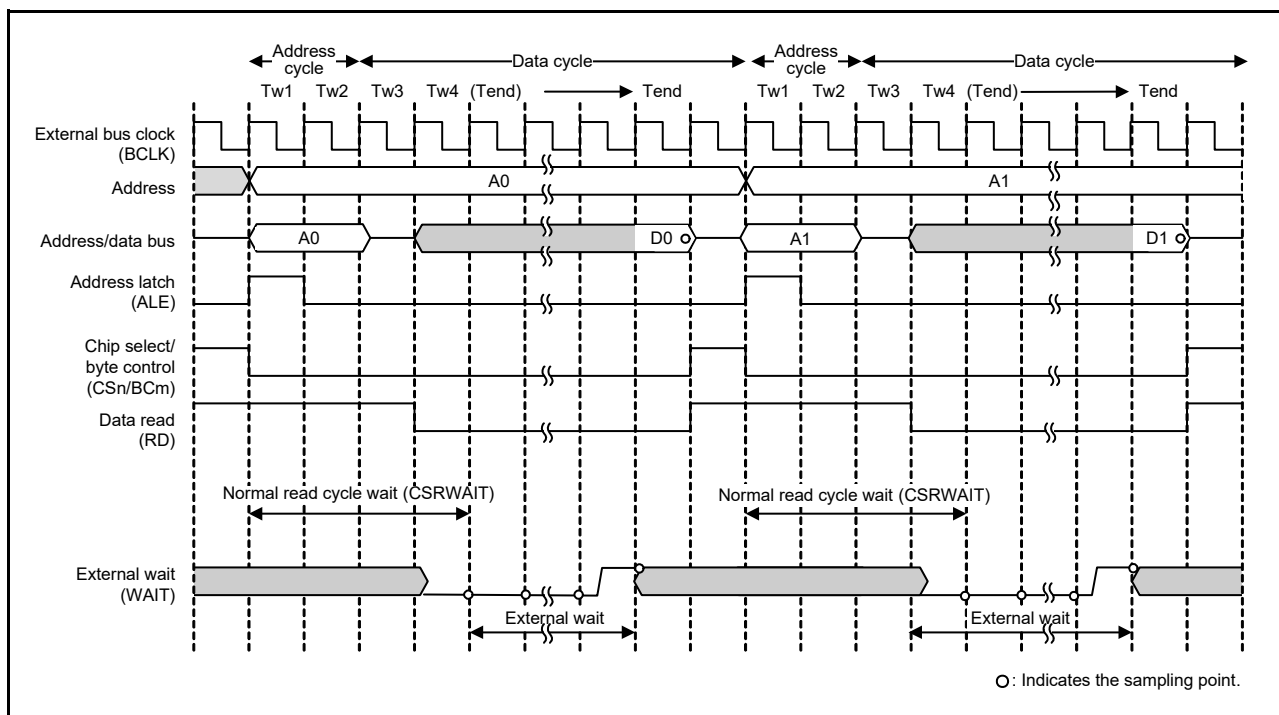 Address
cycle
Data cycle
Address
cycle
Data cycle
Tw1 Tw2 Tw3 Tw4 (Tend) Tend Tw1 Tw2 Tw3 Tw4 (Tend) Tend
External bus clock
(BCLK)
Address
A0
A1
Address/data bus
A0
D0
A1
D1
Address latch
(ALE)
Chip select/
byte control
(CSn/BCm)
Data read
(RD)
Normal read cycle wait (CSRWAIT)
Normal read cycle wait (CSRWAIT)
External wait
(WAIT)
External wait
External wait
: Indicates the sampling point.